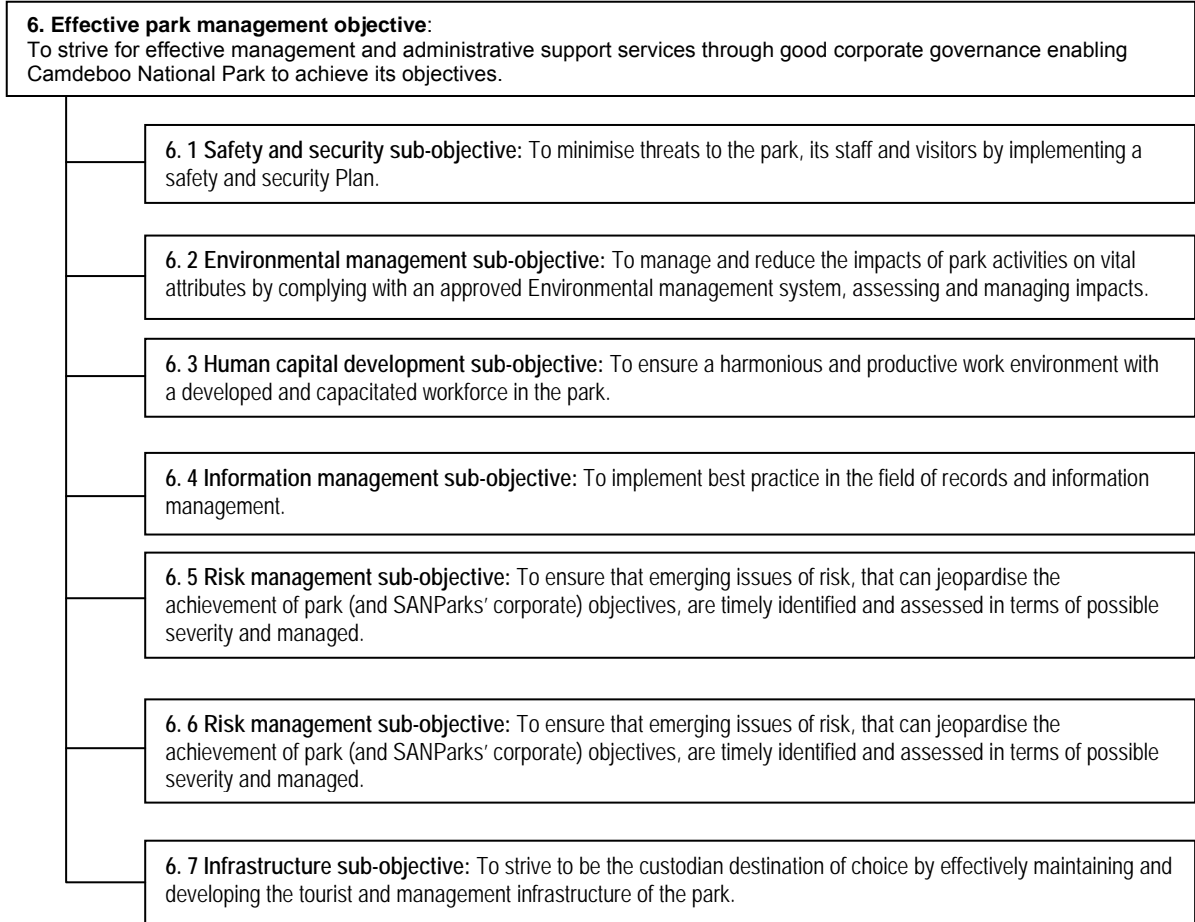 6. Effective park management objective:
To strive for effective management and administrative support services through good corporate governance enabling
Camdeboo National Park to achieve its objectives.
6. 1 Safety and security sub-objective: To minimise threats to the park, its staff and visitors by implementing a
safety and security Plan.
6. 2 Environmental management sub-objective: To manage and reduce the impacts of park activities on vital
attributes by complying with an approved Environmental management system, assessing and managing impacts.
6. 3 Human capital development sub-objective: To ensure a harmonious and productive work environment with
a developed and capacitated workforce in the park.
6. 4 Information management sub-objective: To implement best practice in the field of records and information
management.
6. 5 Risk management sub-objective: To ensure that emerging issues of risk, that can jeopardise the
achievement of park (and SANParks' corporate) objectives, are timely identified and assessed in terms of possible
severity and managed.
6. 6 Risk management sub-objective: To ensure that emerging issues of risk, that can jeopardise the
achievement of park (and SANParks' corporate) objectives, are timely identified and assessed in terms of possible
severity and managed.
6. 7 Infrastructure sub-objective: To strive to be the custodian destination of choice by effectively maintaining and
developing the tourist and management infrastructure of the park.